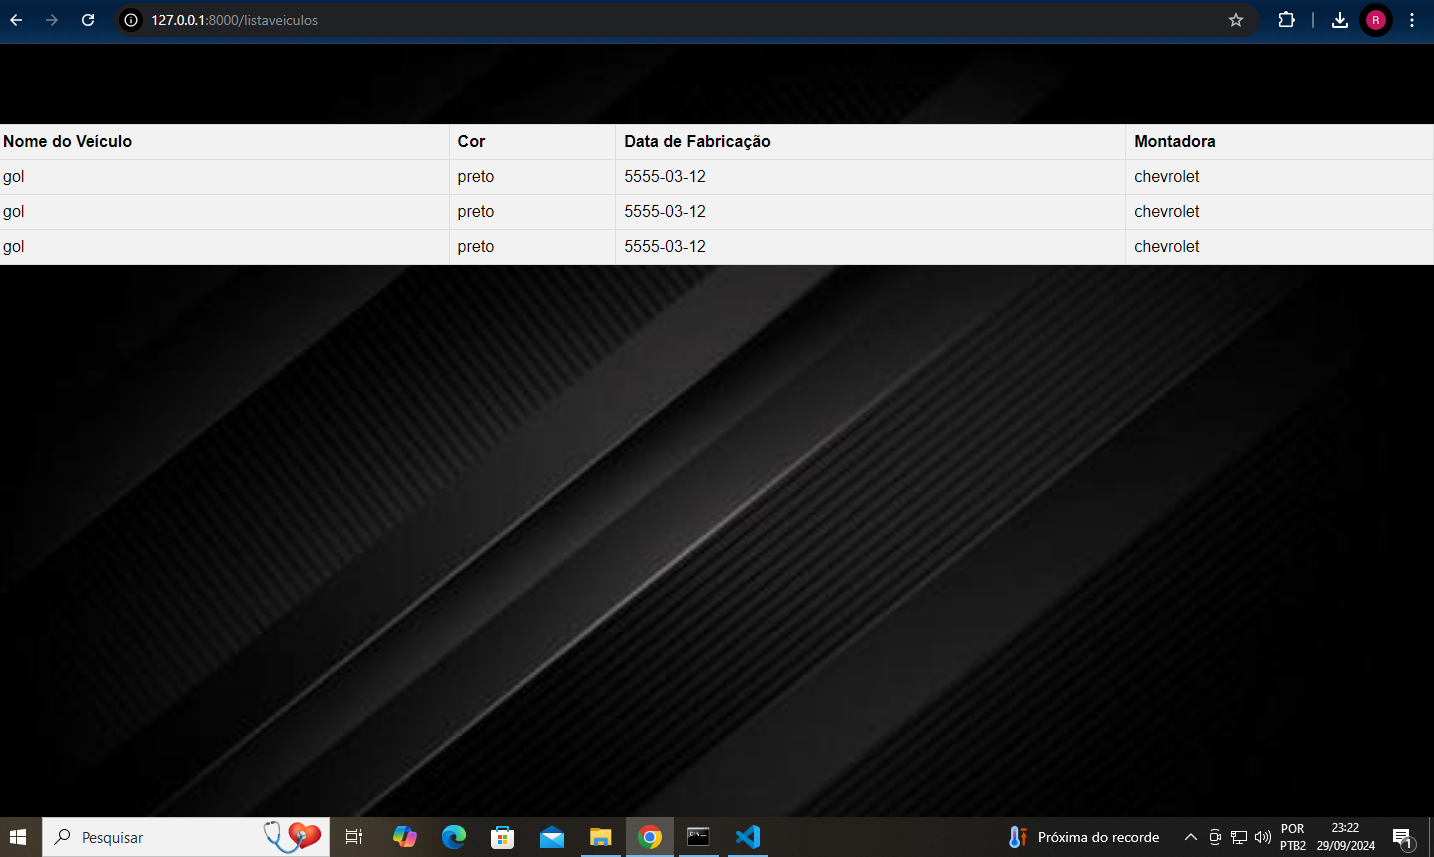 127.0.0.1:8000/listaveiculos
R
Nome do Veículo Cor Data de Fabricação Montadora
gol preto 5555-03-12 chevrolet
gol preto 5555-03-12 chevrolet
gol preto 5555-03-12 chevrolet
Pesquisar Próxima do recorde POR 23:22
PTB2 29/09/2024 1